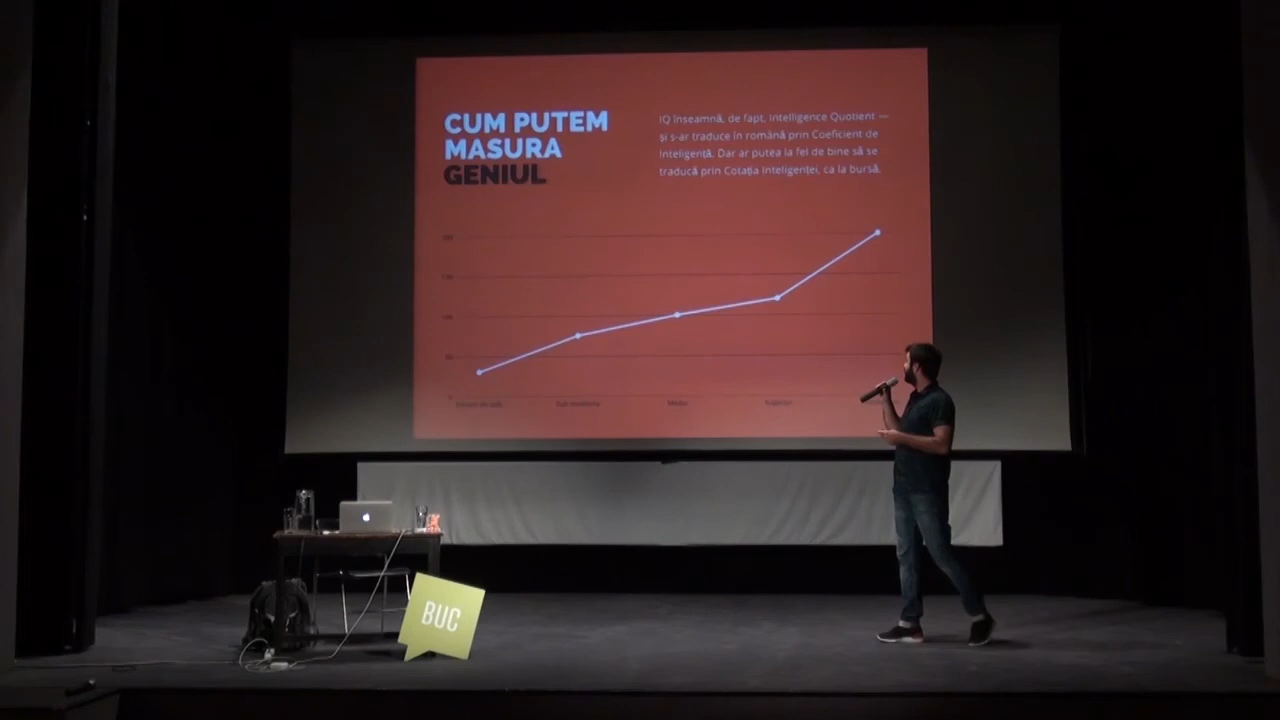 CUM PUTEM
MASURA
GENIUL
IQ înseamnă, de fapt, Intelligence Quotient —
și s-ar traduce în română prin Coeficient de
Inteligență. Dar ar putea la fel de bine să se
traducă prin Cotația Inteligenței, ca la bursă.
BUC